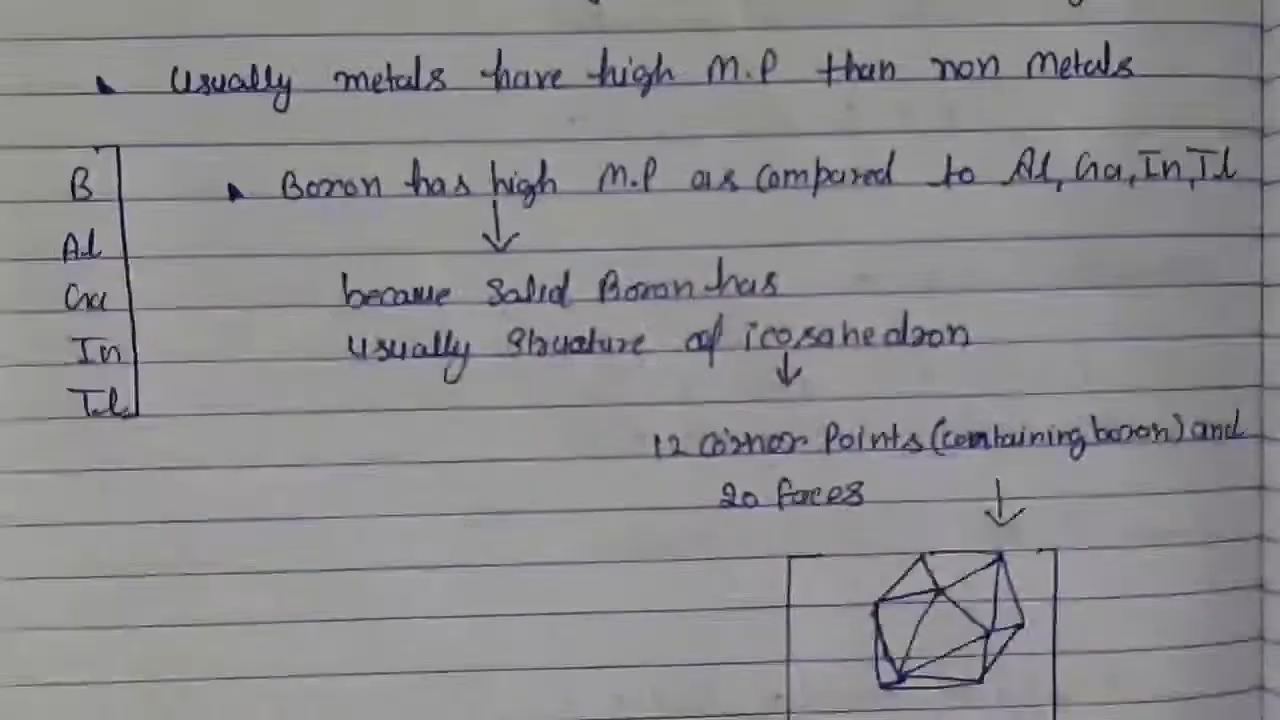 Usually metals have high M.P than non metals
B
Boron has high M.P as compared to Al, Ga, In, Tl
Al
because Solid Boron has
Ga
usually structure of icosahedron
In
Tl
12 corner points (containing boron) and
20 faces